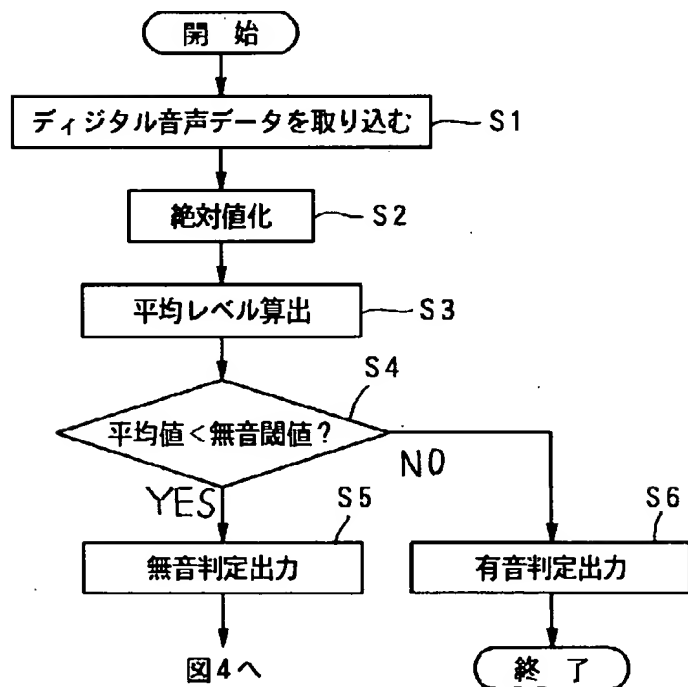 開 始
ディジタル音声データを取り込む
S1
絶対値化
S2
平均レベル算出
S3
S4
平均値<無音閾値?
NO
YES
S5
S6
無音判定出力
有音判定出力
図4へ
終 了